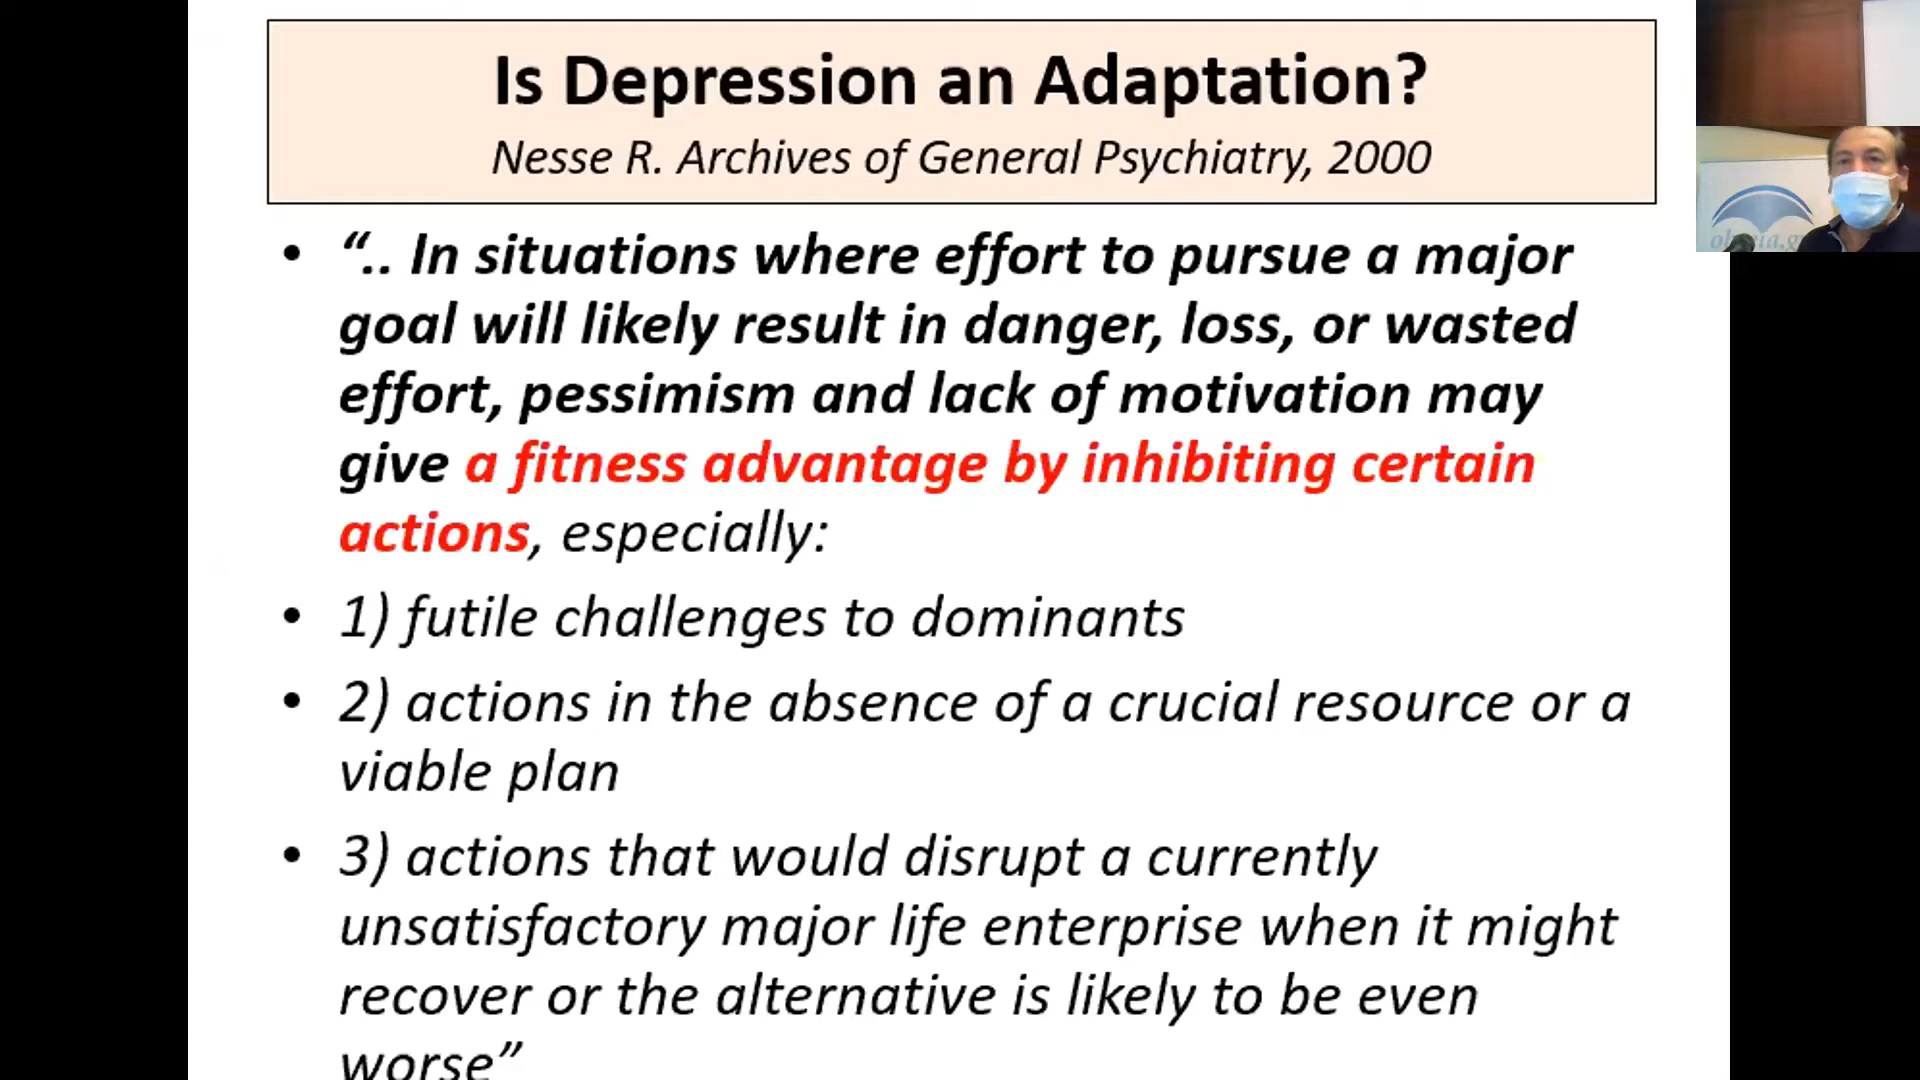 Is Depression an Adaptation?
Nesse R. Archives of General Psychiatry, 2000
• “.. In situations where effort to pursue a major
goal will likely result in danger, loss, or wasted
effort, pessimism and lack of motivation may
give a fitness advantage by inhibiting certain
actions, especially:
• 1) futile challenges to dominants
• 2) actions in the absence of a crucial resource or a
viable plan
• 3) actions that would disrupt a currently
unsatisfactory major life enterprise when it might
recover or the alternative is likely to be even
worse”